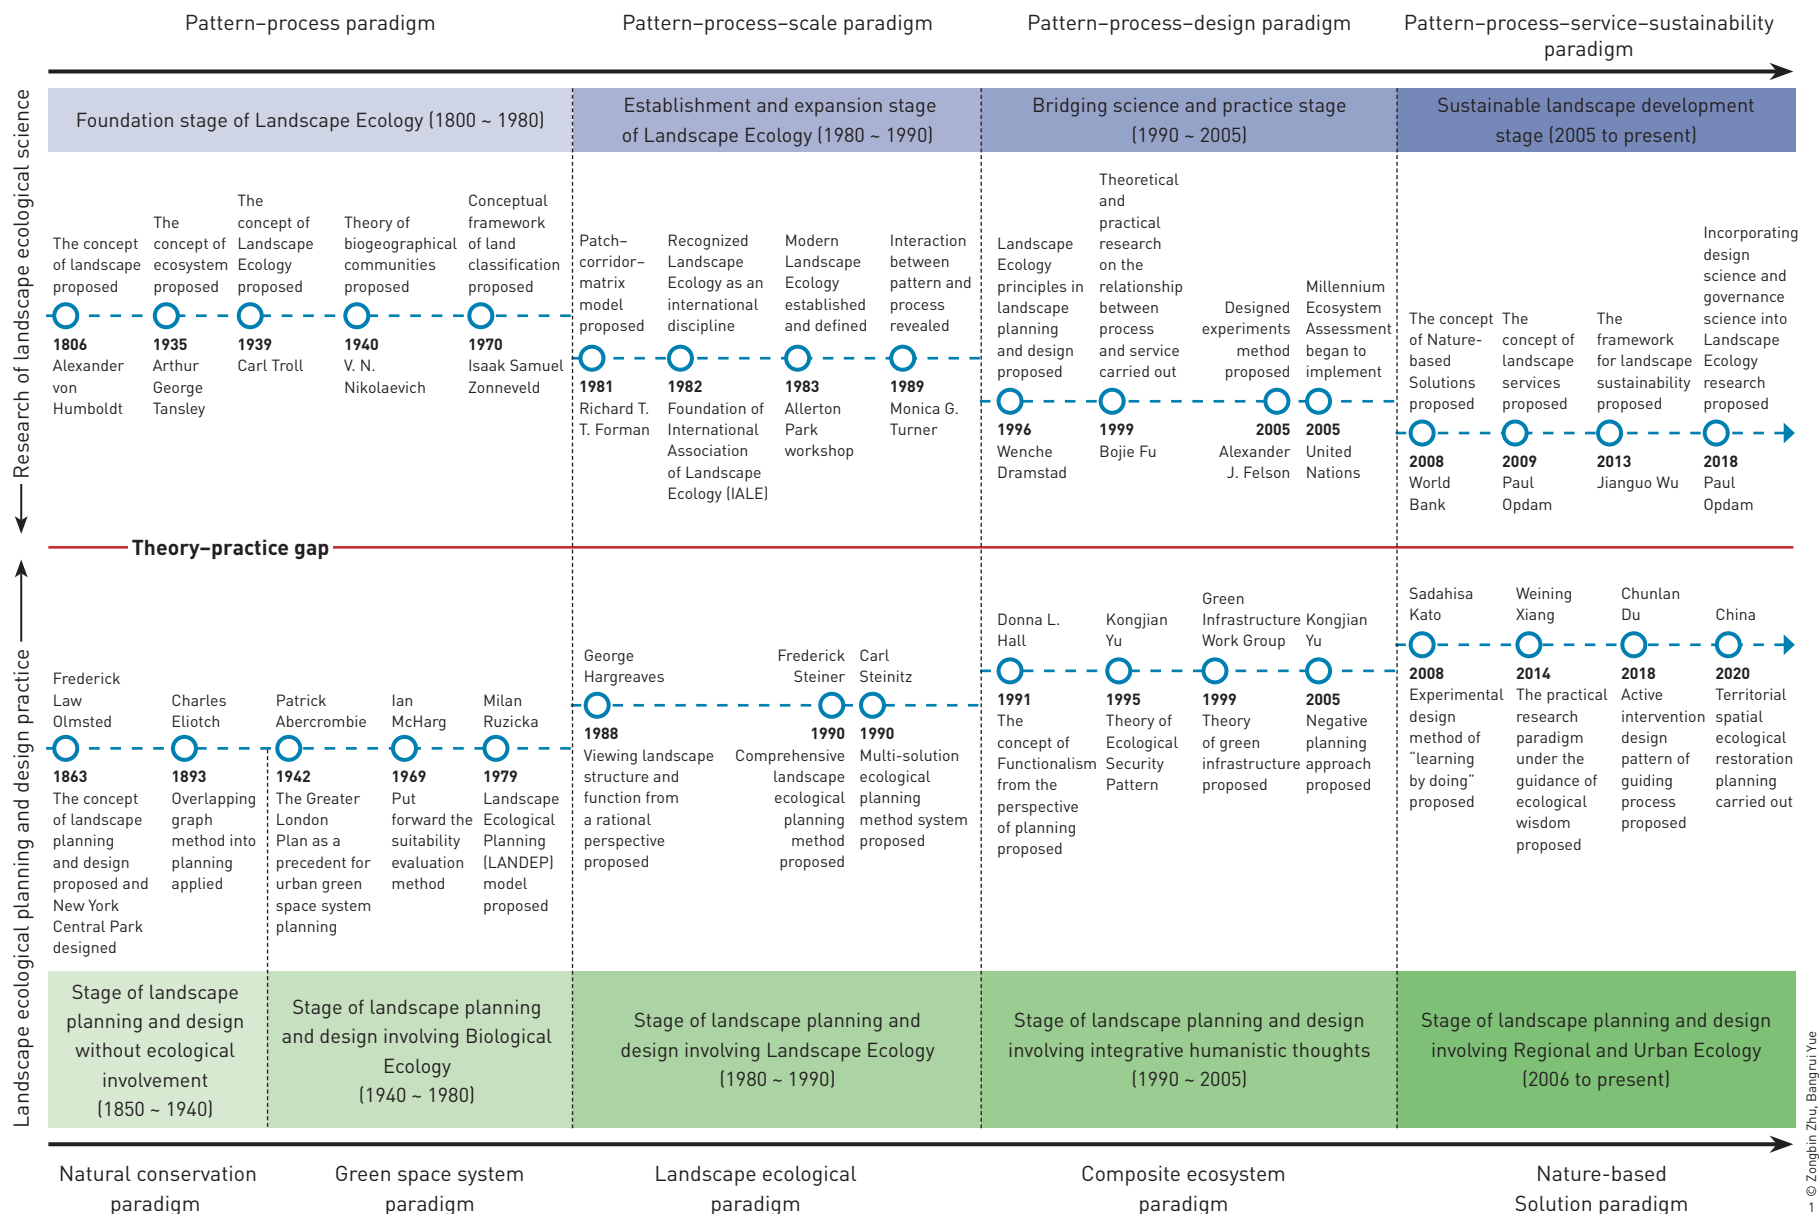 Pattern–process paradigm
Pattern–process–scale paradigm
Pattern–process–design paradigm
Pattern–process–service–sustainability
paradigm
Research of landscape ecological science
Foundation stage of Landscape Ecology (1800 ~ 1980)
Establishment and expansion stage
of Landscape Ecology (1980 ~ 1990)
Bridging science and practice stage
(1990 ~ 2005)
Sustainable landscape development
stage (2005 to present)
The concept
of landscape
proposed
1806
Alexander
von
Humboldt
The
concept of
ecosystem
proposed
1935
Arthur
George
Tansley
The
concept of
Landscape
Ecology
proposed
1939
Carl Troll
Theory of
biogeographical
communities
proposed
1940
V. N.
Nikolaevich
Conceptual
framework
of land
classification
proposed
1970
Isaak Samuel
Zonneveld
Patch–
corridor–
matrix
model
proposed
1981
Richard T.
T. Forman
Recognized
Landscape
Ecology as an
international
discipline
1982
Foundation of
International
Association
of Landscape
Ecology (IALE)
Modern
Landscape
Ecology
established
and defined
1983
Allerton
Park
workshop
Interaction
between
pattern and
process
revealed
1989
Monica G.
Turner
Landscape
Ecology
principles in
landscape
planning
and design
proposed
1996
Wenche
Dramstad
Theoretical
and
practical
research
on the
relationship
between
process
and service
carried out
1999
Bojie Fu
Designed
experiments
method
proposed
2005
Alexander
J. Felson
Millennium
Ecosystem
Assessment
began to
implement
2005
United
Nations
The concept
of Nature-
based
Solutions
proposed
2008
World
Bank
The
concept of
landscape
services
proposed
2009
Paul
Opdam
The
framework
for landscape
sustainability
proposed
2013
Jianguo Wu
Incorporating
design
science and
governance
science into
Landscape
Ecology
research
proposed
2018
Paul
Opdam
Theory–practice gap
Landscape ecological planning and design practice
Frederick
Law
Olmsted
1863
The concept
of landscape
planning
and design
proposed and
New York
Central Park
designed
Charles
Eliotch
1893
Overlapping
graph
method into
planning
applied
Patrick
Abercrombie
1942
The Greater
London
Plan as a
precedent for
urban green
space system
planning
Ian
McHarg
1969
Put
forward the
suitability
evaluation
method
Milan
Ruzicka
1979
Landscape
Ecological
Planning
(LANDEP)
model
proposed
George
Hargreaves
1988
Viewing landscape
structure and
function from
a rational
perspective
proposed
Frederick
Steiner
1990
Comprehensive
landscape
ecological
planning
method
proposed
Carl
Steinitz
1990
Multi-solution
ecological
planning
method system
proposed
Donna L.
Hall
1991
The
concept of
Functionalism
from the
perspective
of planning
proposed
Kongjian
Yu
1995
Theory of
Ecological
Security
Pattern
Green
Infrastructure
Work Group
1999
Theory
of green
infrastructure
proposed
Kongjian
Yu
2005
Negative
planning
approach
proposed
Sadahisa
Kato
2008
Experimental
design
method of
“learning
by doing”
proposed
Weining
Xiang
2014
The practical
research
paradigm
under the
guidance of
ecological
wisdom
proposed
Chunlan
Du
2018
Active
intervention
design
pattern of
guiding
process
proposed
China
2020
Territorial
spatial
ecological
restoration
planning
carried out
Stage of landscape
planning and design
without ecological
involvement
(1850 ~ 1940)
Stage of landscape planning
and design involving Biological
Ecology
(1940 ~ 1980)
Stage of landscape planning and
design involving Landscape Ecology
(1980 ~ 1990)
Stage of landscape planning and design
involving integrative humanistic thoughts
(1990 ~ 2005)
Stage of landscape planning and design
involving Regional and Urban Ecology
(2006 to present)
Natural conservation
paradigm
Green space system
paradigm
Landscape ecological
paradigm
Composite ecosystem
paradigm
Nature-based
Solution paradigm
1 © Zongbin Zhu, Bangrui Yue